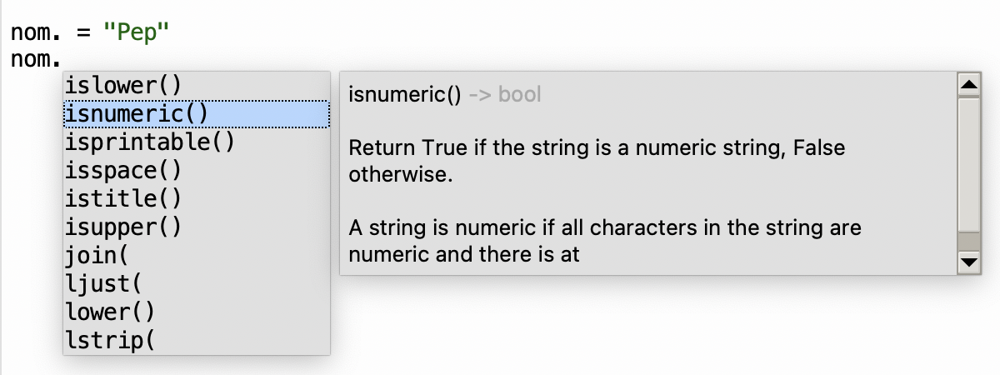 nom. = "Pep"
nom.
islower()
isnumeric()
isprintable()
isspace()
istitle()
isupper()
join(
ljust(
lower()
lstrip(
isnumeric() -> bool
Return True if the string is a numeric string, False
otherwise.
A string is numeric if all characters in the string are
numeric and there is at